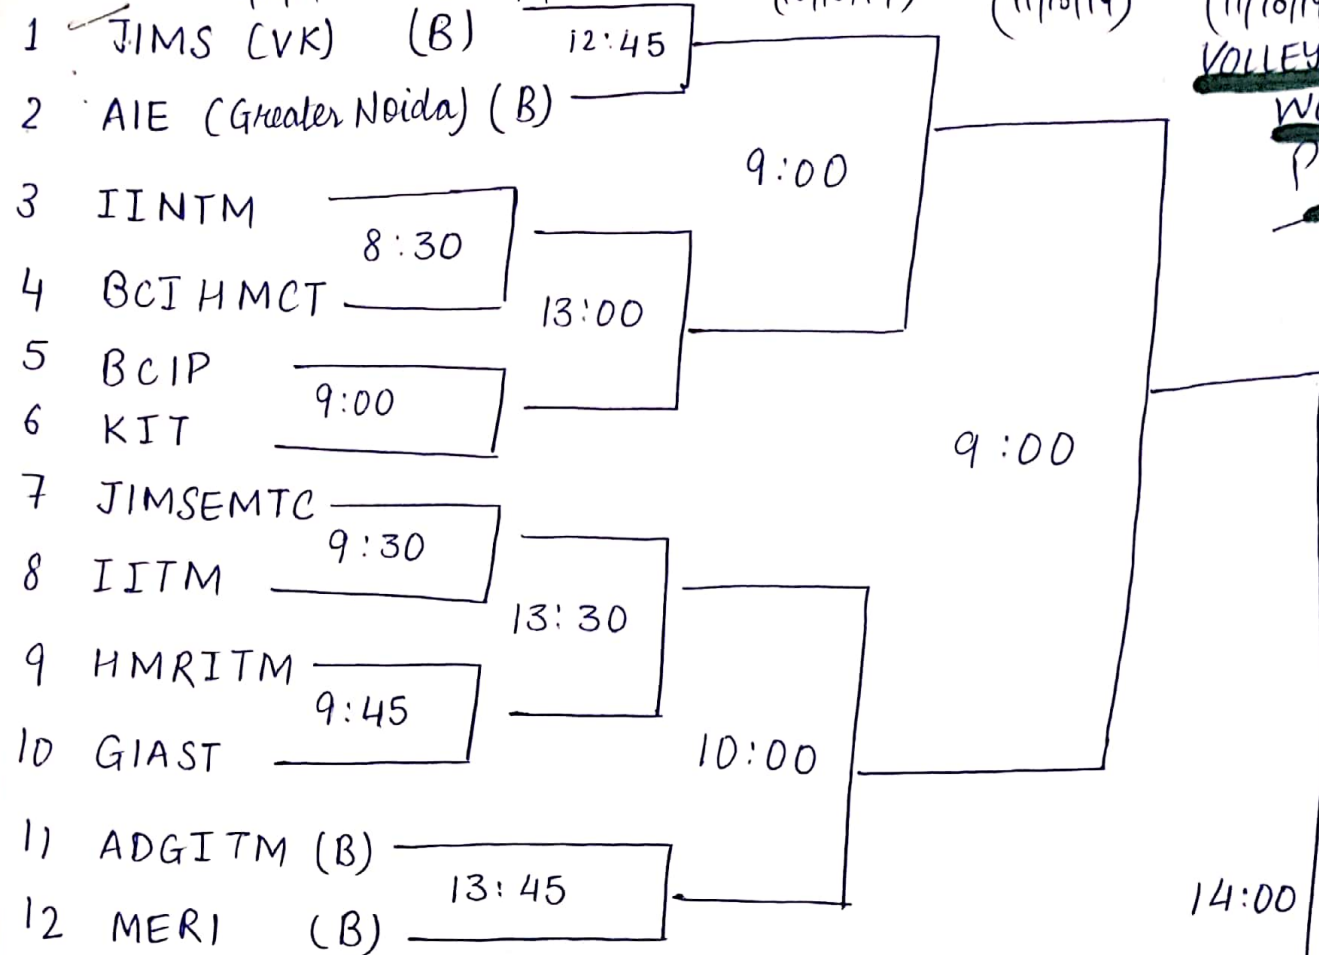 1 JIMS (VK) (B) 12:45
VOLLEY
2 AIE (Greater Noida) (B)
9:00
3 IINTM
8:30
4 BCIHMCT
13:00
5 BCIP
9:00
6 KIT
9:00
7 JIMSEMTC
9:30
8 IITM
13:30
9 HMRITM
9:45
10 GIAST
10:00
11 ADGITM (B)
13:45
14:00
12 MERI (B)